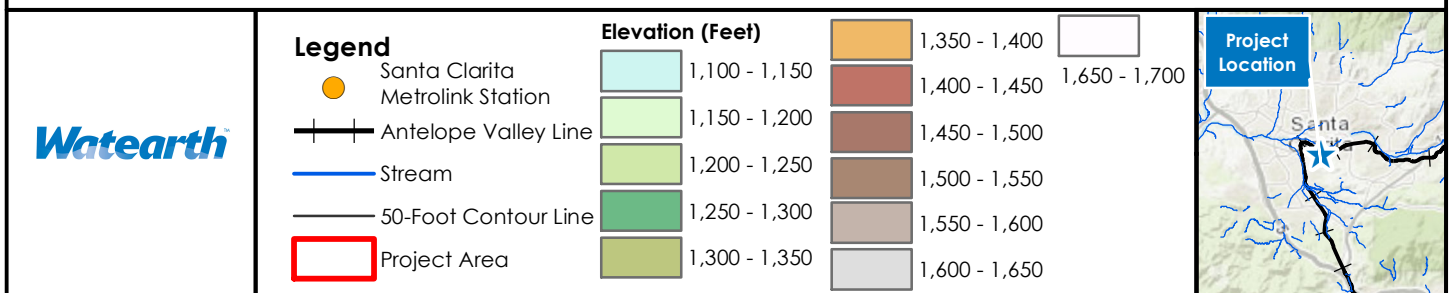 Watearth
Legend
Santa Clarita
Metrolink Station
Antelope Valley Line
Stream
50-Foot Contour Line
Project Area
Elevation (Feet)
1,100 - 1,150
1,150 - 1,200
1,200 - 1,250
1,250 - 1,300
1,300 - 1,350
1,350 - 1,400
1,400 - 1,450
1,450 - 1,500
1,500 - 1,550
1,550 - 1,600
1,600 - 1,650
1,650 - 1,700
Project
Location
Santa